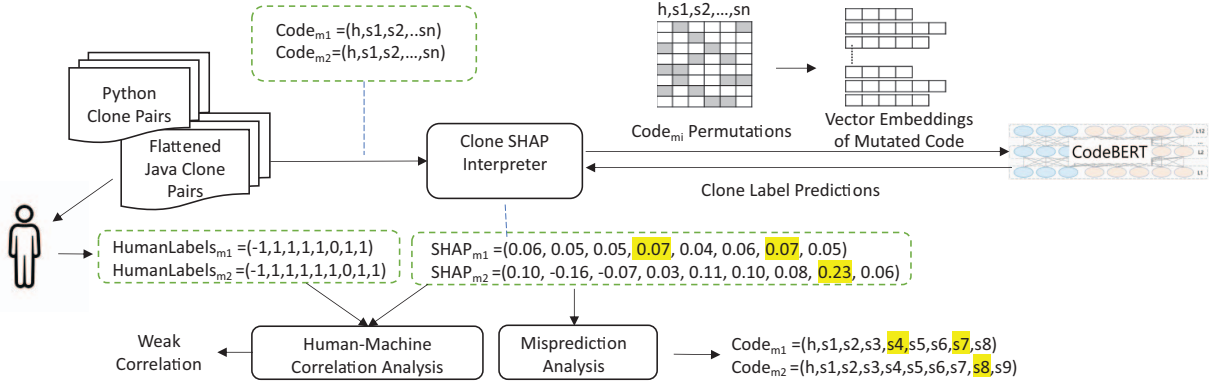 h,s1,s2,...,sn
Code_m1 =(h,s1,s2,..sn)
Code_m2 =(h,s1,s2,...,sn)
Python
Clone Pairs
Flattened
Java Clone
Pairs
Clone SHAP
Interpreter
Code_mi Permutations
Vector Embeddings
of Mutated Code
CodeBERT
L12
L2
L1
Clone Label Predictions
HumanLabels_m1 =(-1,1,1,1,1,0,1,1)
HumanLabels_m2 =(-1,1,1,1,1,1,0,1,1)
SHAP_m1 =(0.06, 0.05, 0.05, 0.07, 0.04, 0.06, 0.07, 0.05)
SHAP_m2 =(0.10, -0.16, -0.07, 0.03, 0.11, 0.10, 0.08, 0.23, 0.06)
Weak
Correlation
Human-Machine
Correlation Analysis
Misprediction
Analysis
Code_m1 =(h,s1,s2,s3,s4,s5,s6,s7,s8)
Code_m2 =(h,s1,s2,s3,s4,s5,s6,s7,s8,s9)